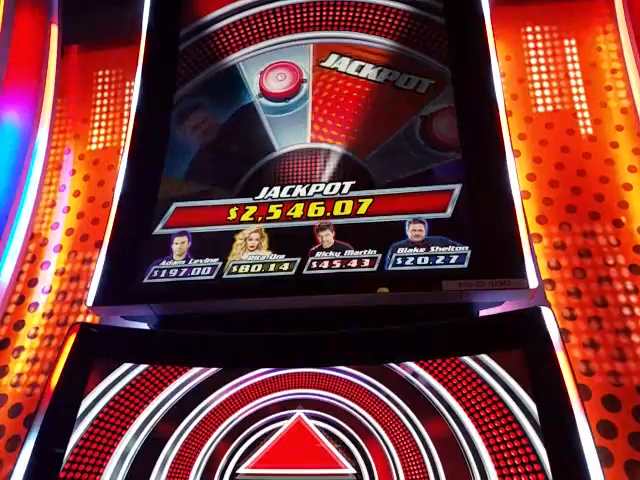 JACKPOT
JACKPOT
$2,546.07
Adam Levine
$197.00
Rita Ora
$80.14
Ricky Martin
$45.43
Blake Shelton
$20.27